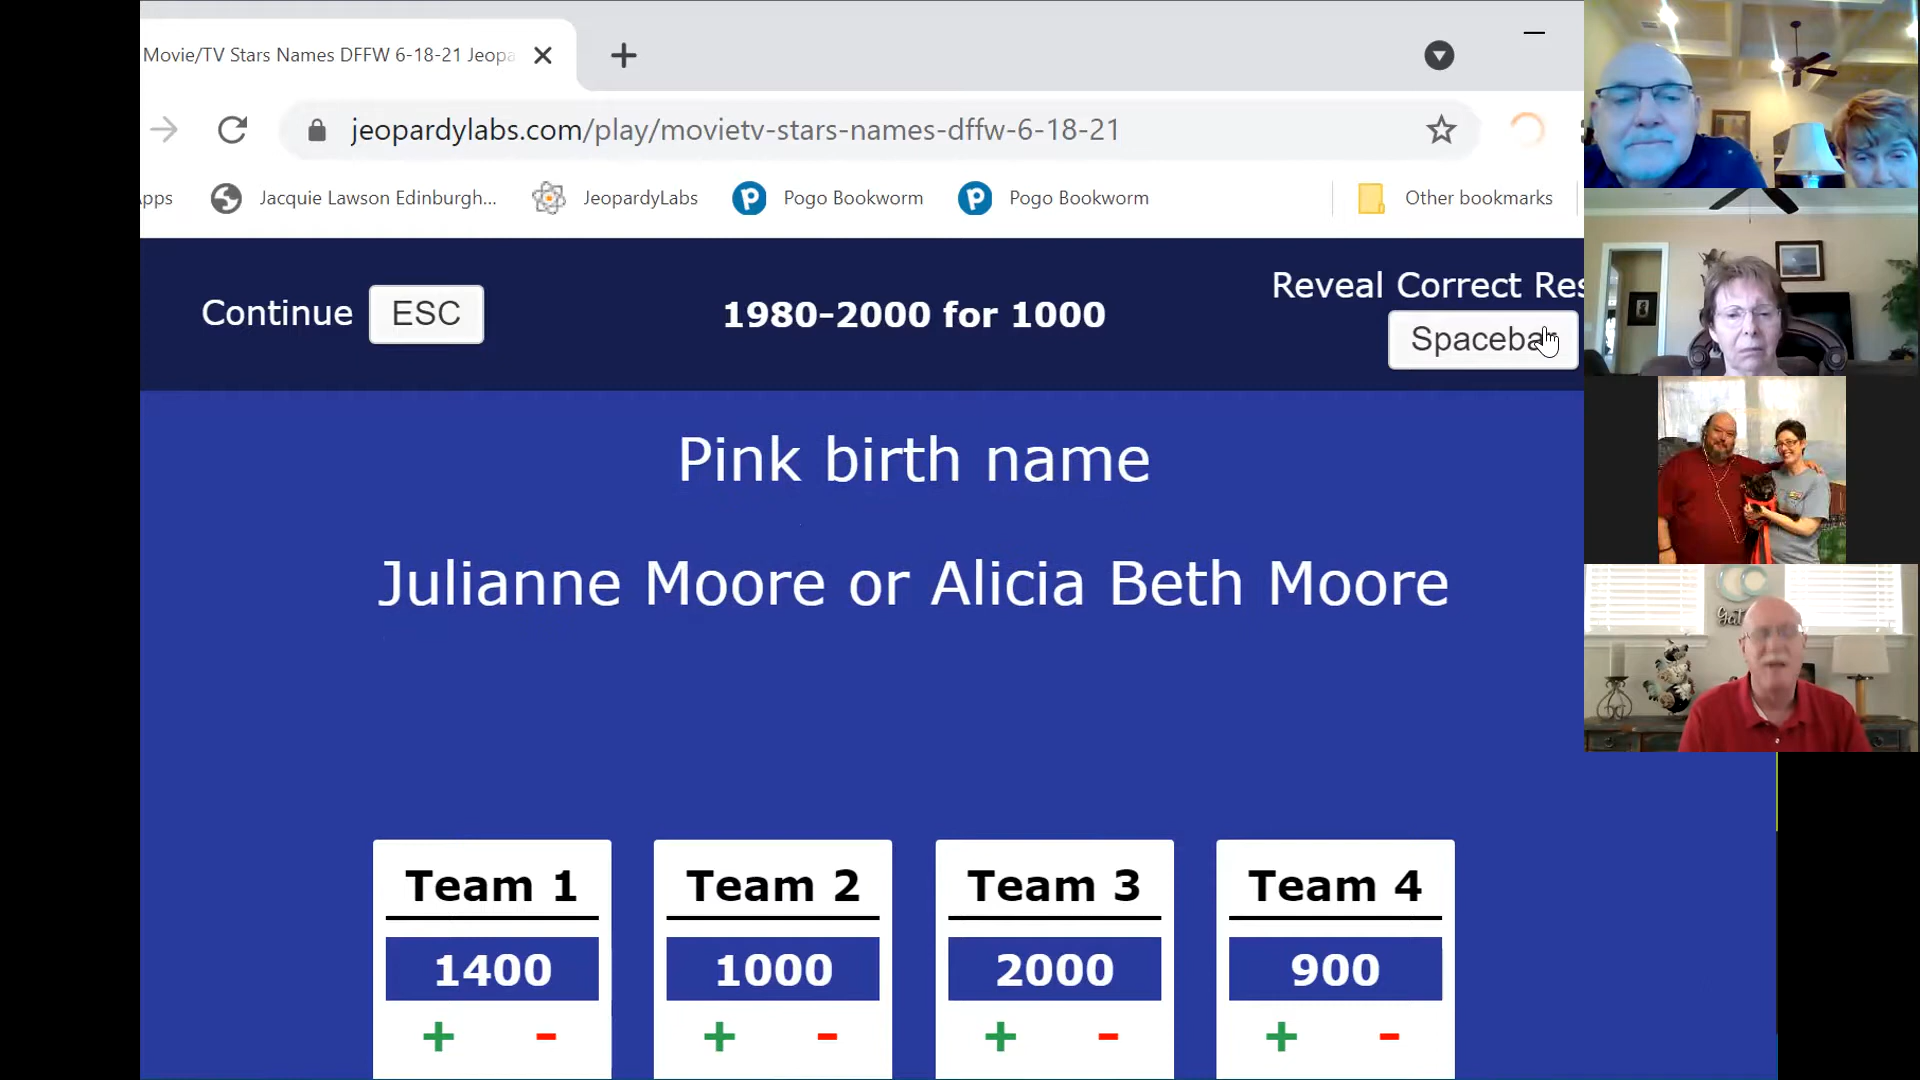 Movie/TV Stars Names DFFW 6-18-21 Jeopa
jeopardylabs.com/play/movietv-stars-names-dffw-6-18-21
Apps Jacquie Lawson Edinburgh... JeopardyLabs Pogo Bookworm Pogo Bookworm Other bookmarks
Continue ESC
1980-2000 for 1000
Reveal Correct Res
Spacebar
Pink birth name
Julianne Moore or Alicia Beth Moore
Team 1 Team 2 Team 3 Team 4
1400 1000 2000 900
+ - + - + - + -